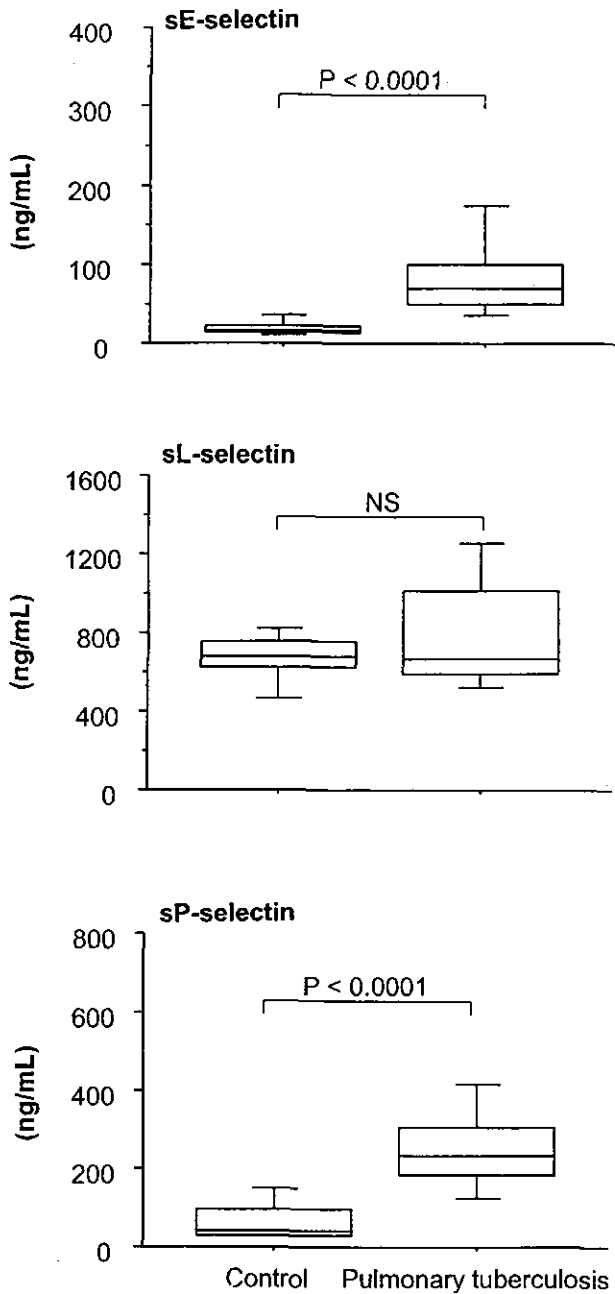 sE-selectin
400
P < 0.0001
300
(ng/mL)
200
100
0
sL-selectin
1600
NS
1200
(ng/mL)
800
400
0
sP-selectin
800
P < 0.0001
600
(ng/mL)
400
200
0
Control Pulmonary tuberculosis